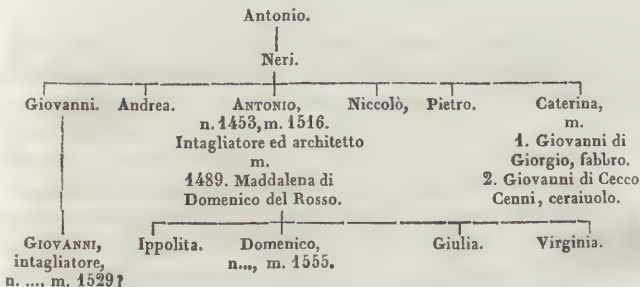 Antonio.
Neri.
Giovanni. Andrea. ANTONIO, Niccolò, Pietro. Caterina,
n. 1453, m. 1516. m.
Intagliatore ed architetto 1. Giovanni di
m. Giorgio, fabbro.
1489. Maddalena di 2. Giovanni di Cecco
Domenico del Rosso. Cenni, ceraiuolo.
GIOVANNI, Ippolita. Domenico, Giulia. Virginia.
intagliatore, n..., m. 1555.
n. ...., m. 1529?